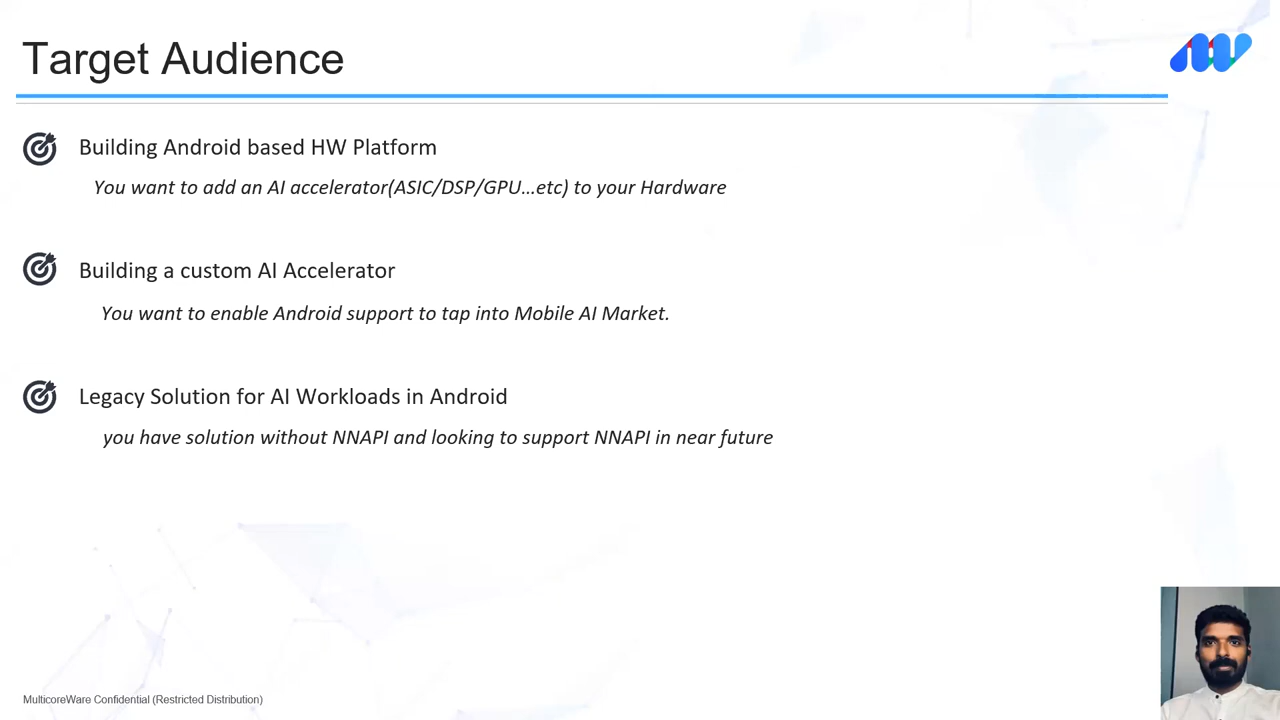 Target Audience
Building Android based HW Platform
You want to add an AI accelerator(ASIC/DSP/GPU...etc) to your Hardware
Building a custom AI Accelerator
You want to enable Android support to tap into Mobile AI Market.
Legacy Solution for AI Workloads in Android
you have solution without NNAPI and looking to support NNAPI in near future
MulticoreWare Confidential (Restricted Distribution)